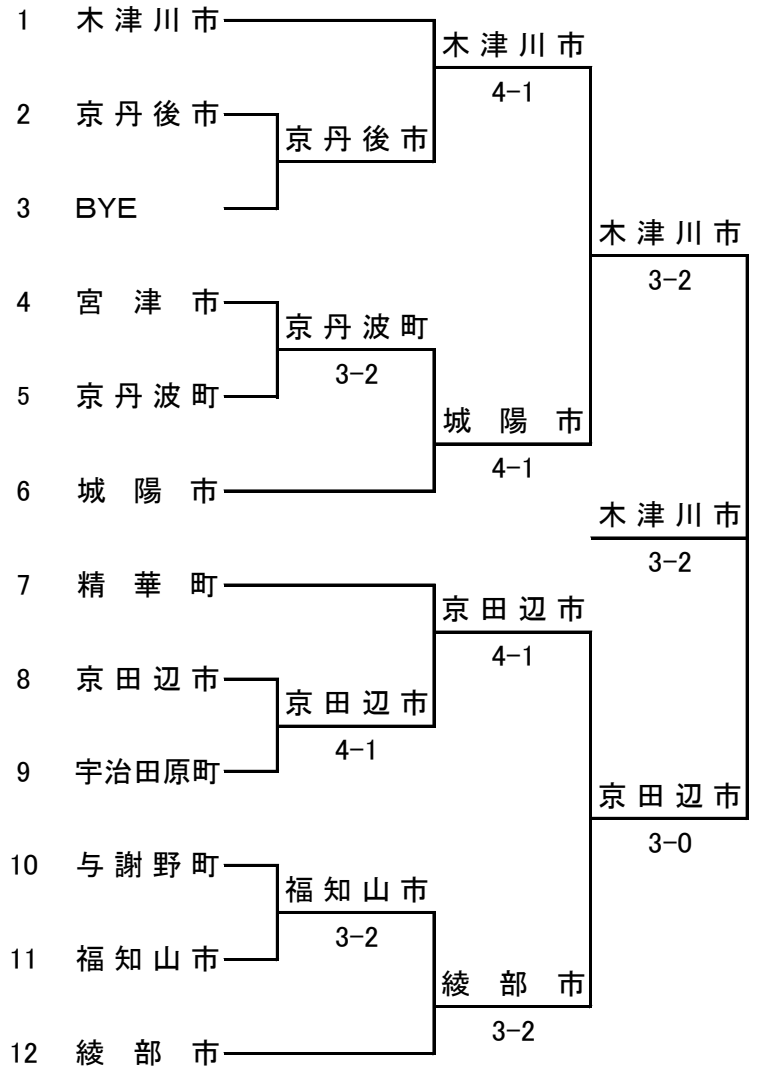 1 木津川市
木津川市
4-1
2 京丹後市
京丹後市
3 BYE
木津川市
3-2
4 宮津市
京丹波町
3-2
5 京丹波町
城陽市
4-1
6 城陽市
木津川市
3-2
7 精華町
京田辺市
4-1
8 京田辺市
京田辺市
4-1
9 宇治田原町
京田辺市
3-0
10 与謝野町
福知山市
3-2
11 福知山市
綾部市
3-2
12 綾部市